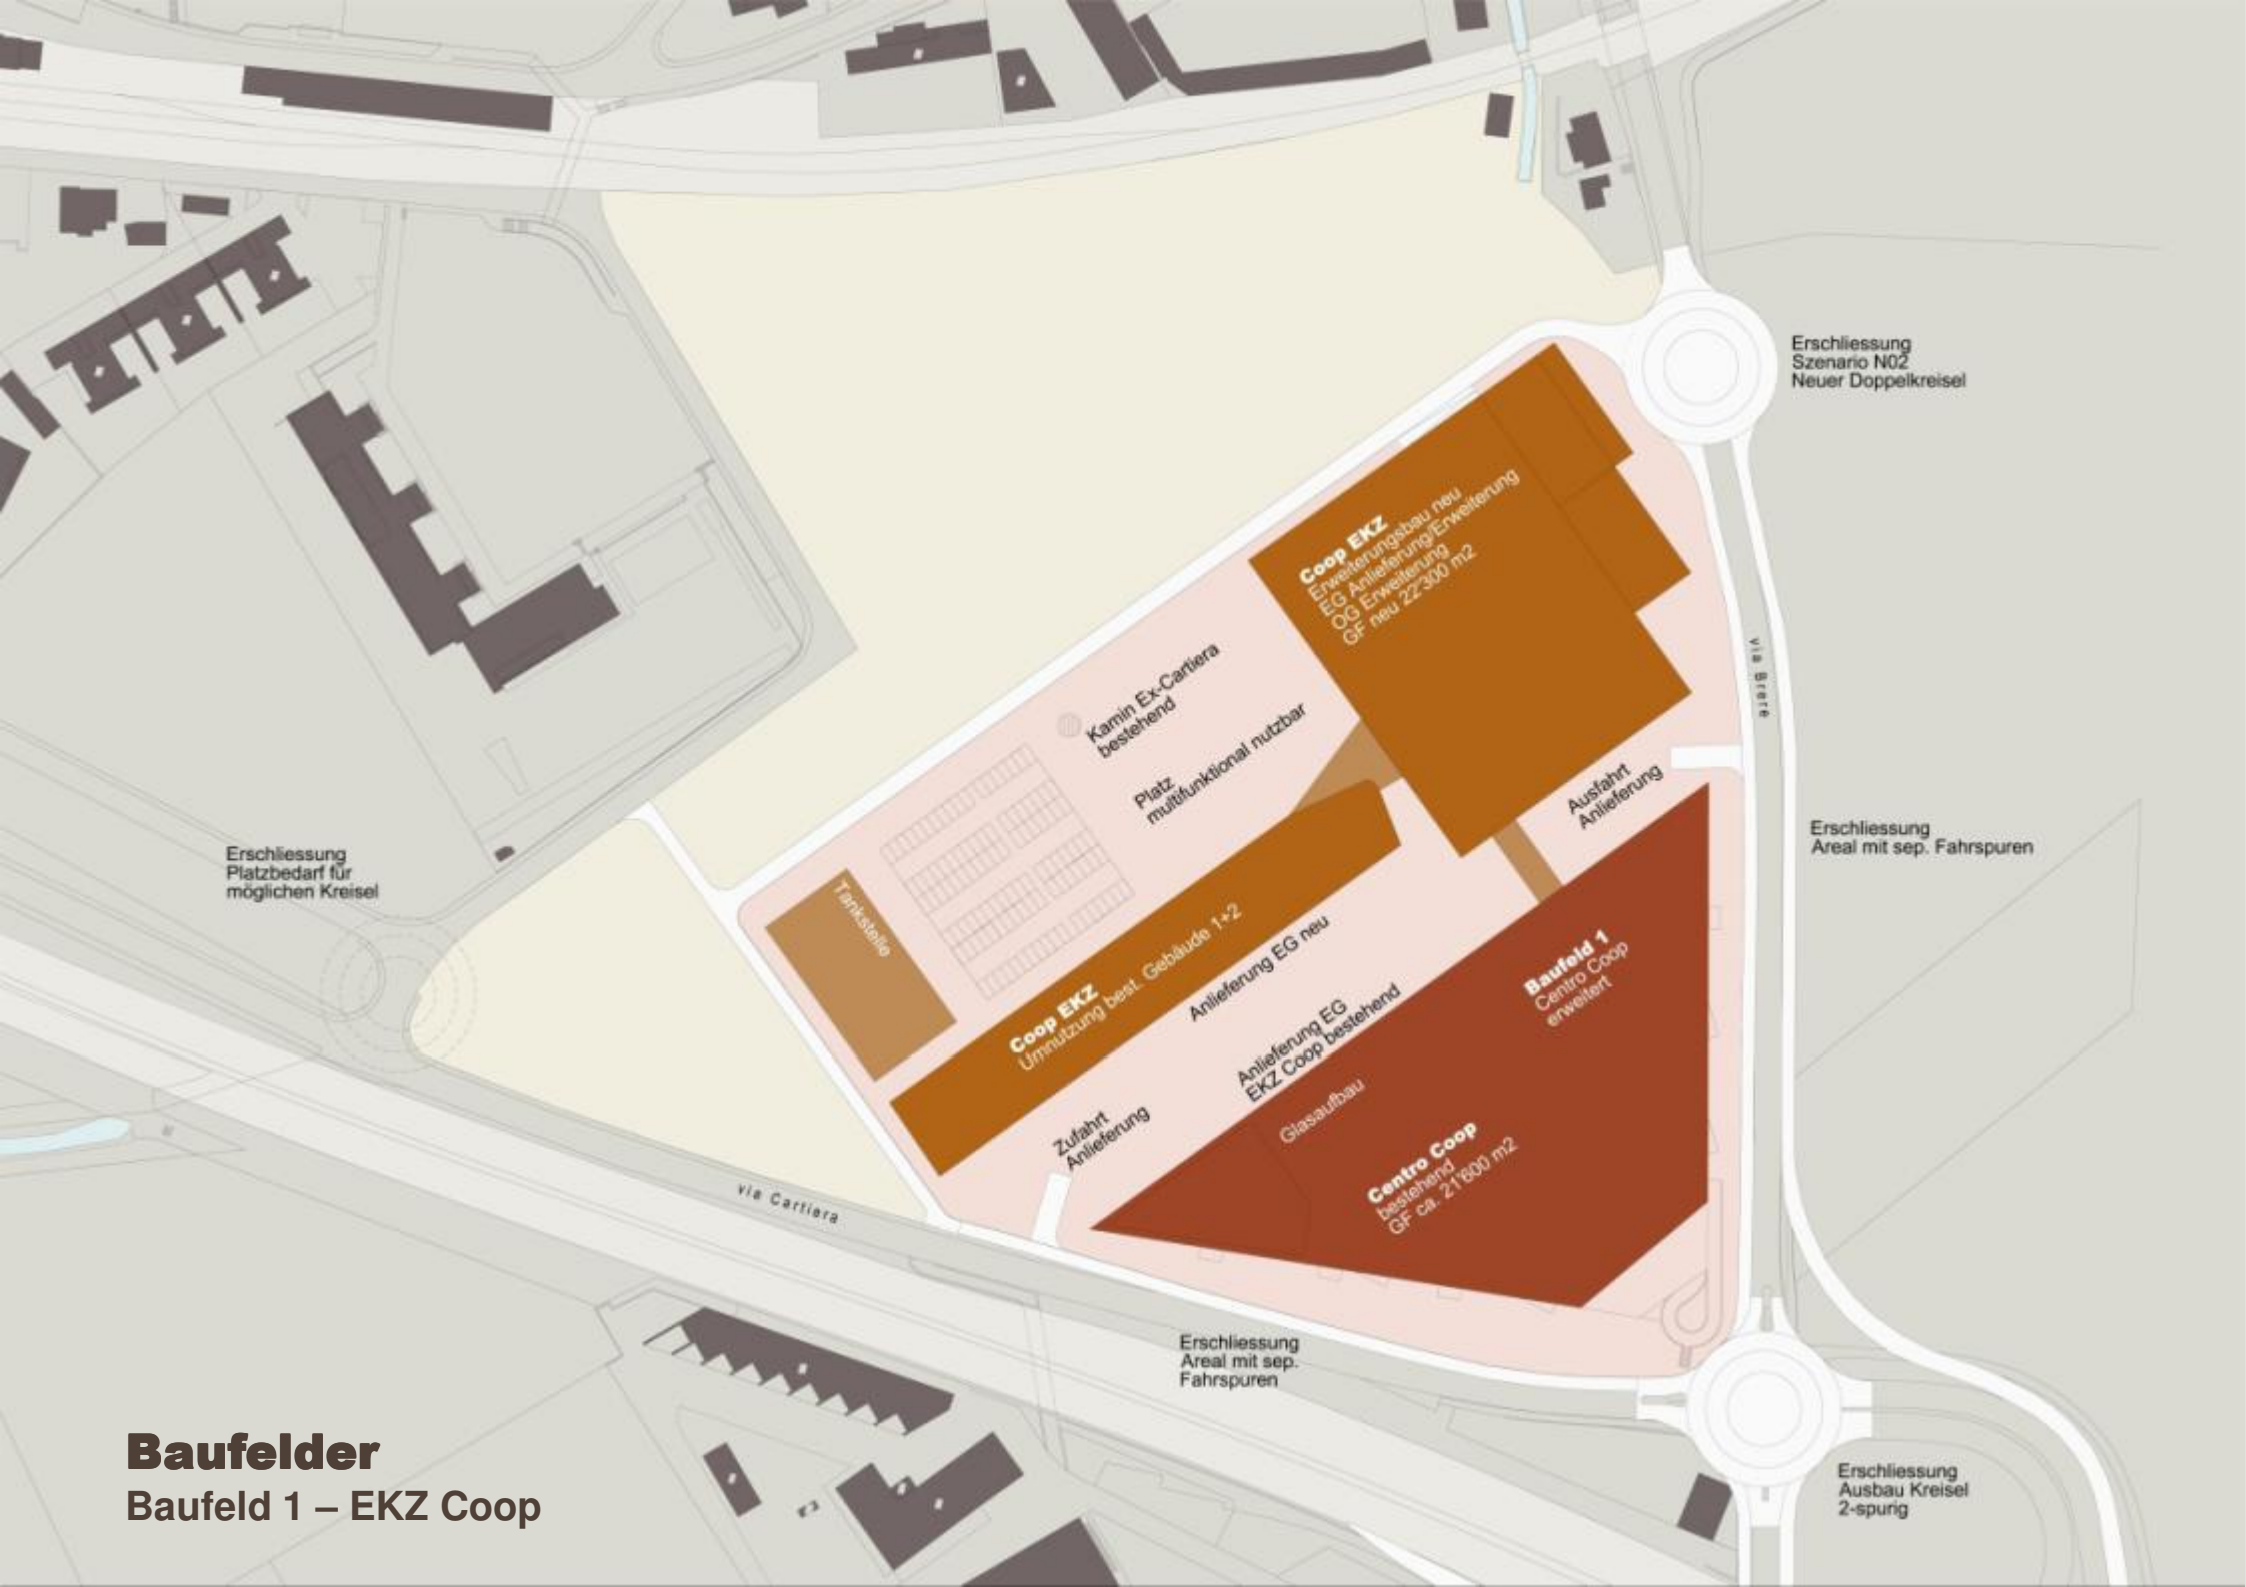 Erschliessung
Szenario N02
Neuer Doppelkreisel
Coop EKZ
Erweiterungsbau neu
EG Anlieferung/Erweiterung
OG Erweiterung
GF neu 22'300 m2
Kamin Ex-Cartiera
bestehend
Platz
multifunktional nutzbar
via Brere
Ausfahrt
Anlieferung
Erschliessung
Areal mit sep. Fahrspuren
Erschliessung
Platzbedarf für
möglichen Kreisel
Tankstelle
Coop EKZ
Umnutzung best. Gebäude 1+2
Anlieferung EG neu
Anlieferung EG
EKZ Coop bestehend
Baufeld 1
Centro Coop
erweitert
Glasaufbau
Zufahrt
Anlieferung
Centro Coop
bestehend
GF ca. 21'600 m2
via Cartiera
Erschliessung
Areal mit sep.
Fahrspuren
Erschliessung
Ausbau Kreisel
2-spurig
Baufelder
Baufeld 1 – EKZ Coop